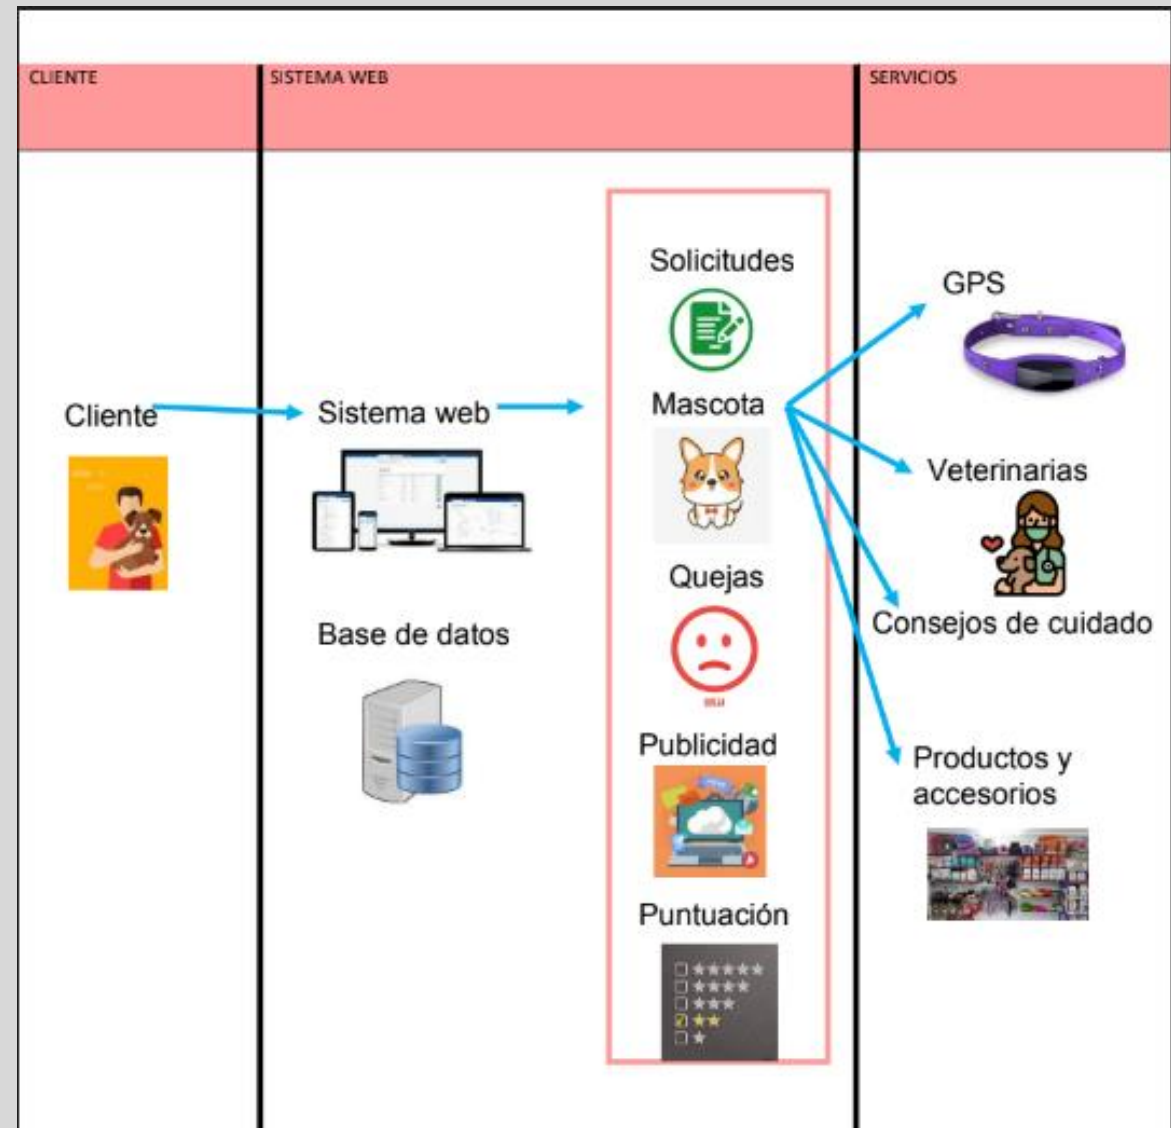 CLIENTE
SISTEMA WEB
SERVICIOS
Cliente
Sistema web
Base de datos
Solicitudes
Mascota
Quejas
Publicidad
Puntuación
GPS
Veterinarias
Consejos de cuidado
Productos y
accesorios